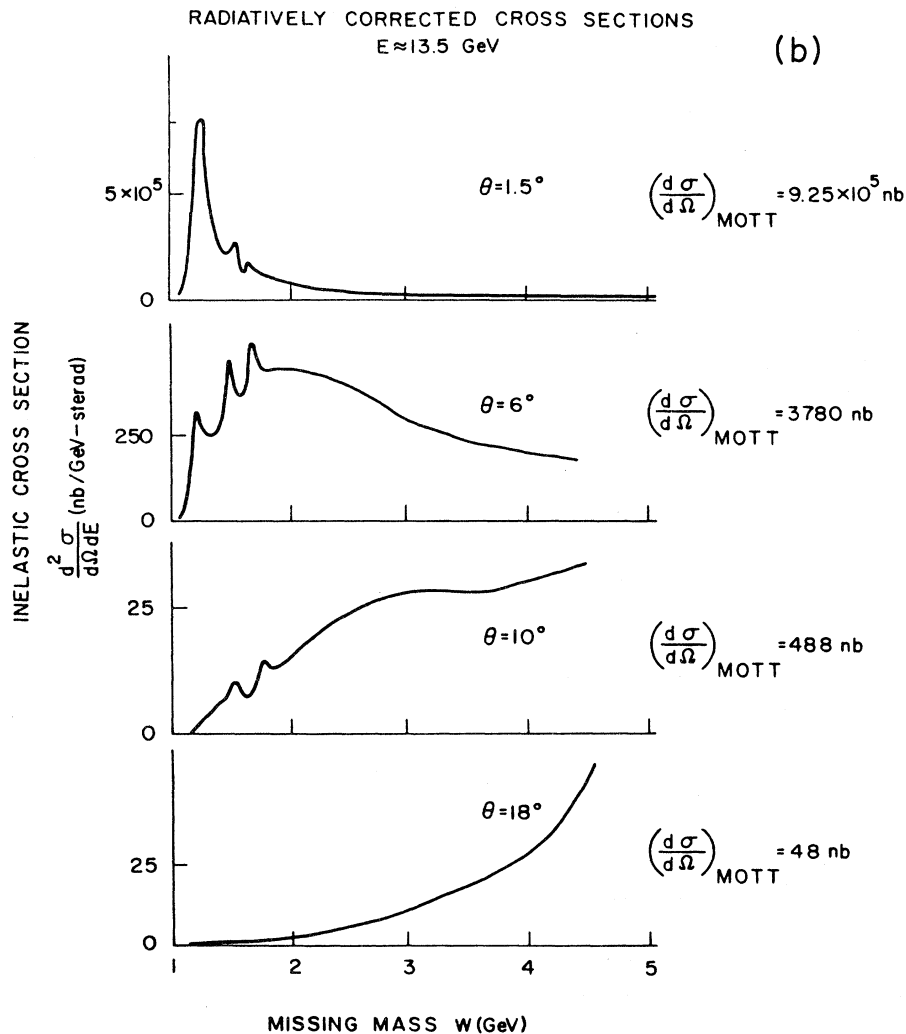 RADIATIVELY CORRECTED CROSS SECTIONS
E≈13.5 GeV
(b)
5×10⁵
0
θ=1.5°
(dσ/dΩ)MOTT =9.25×10⁵ nb
250
0
θ=6°
(dσ/dΩ)MOTT =3780 nb
25
0
θ=10°
(dσ/dΩ)MOTT =488 nb
25
0
θ=18°
(dσ/dΩ)MOTT =48 nb
INELASTIC CROSS SECTION
d²σ/dΩdE (nb/GeV-sterad)
1 2 3 4 5
MISSING MASS W (GeV)